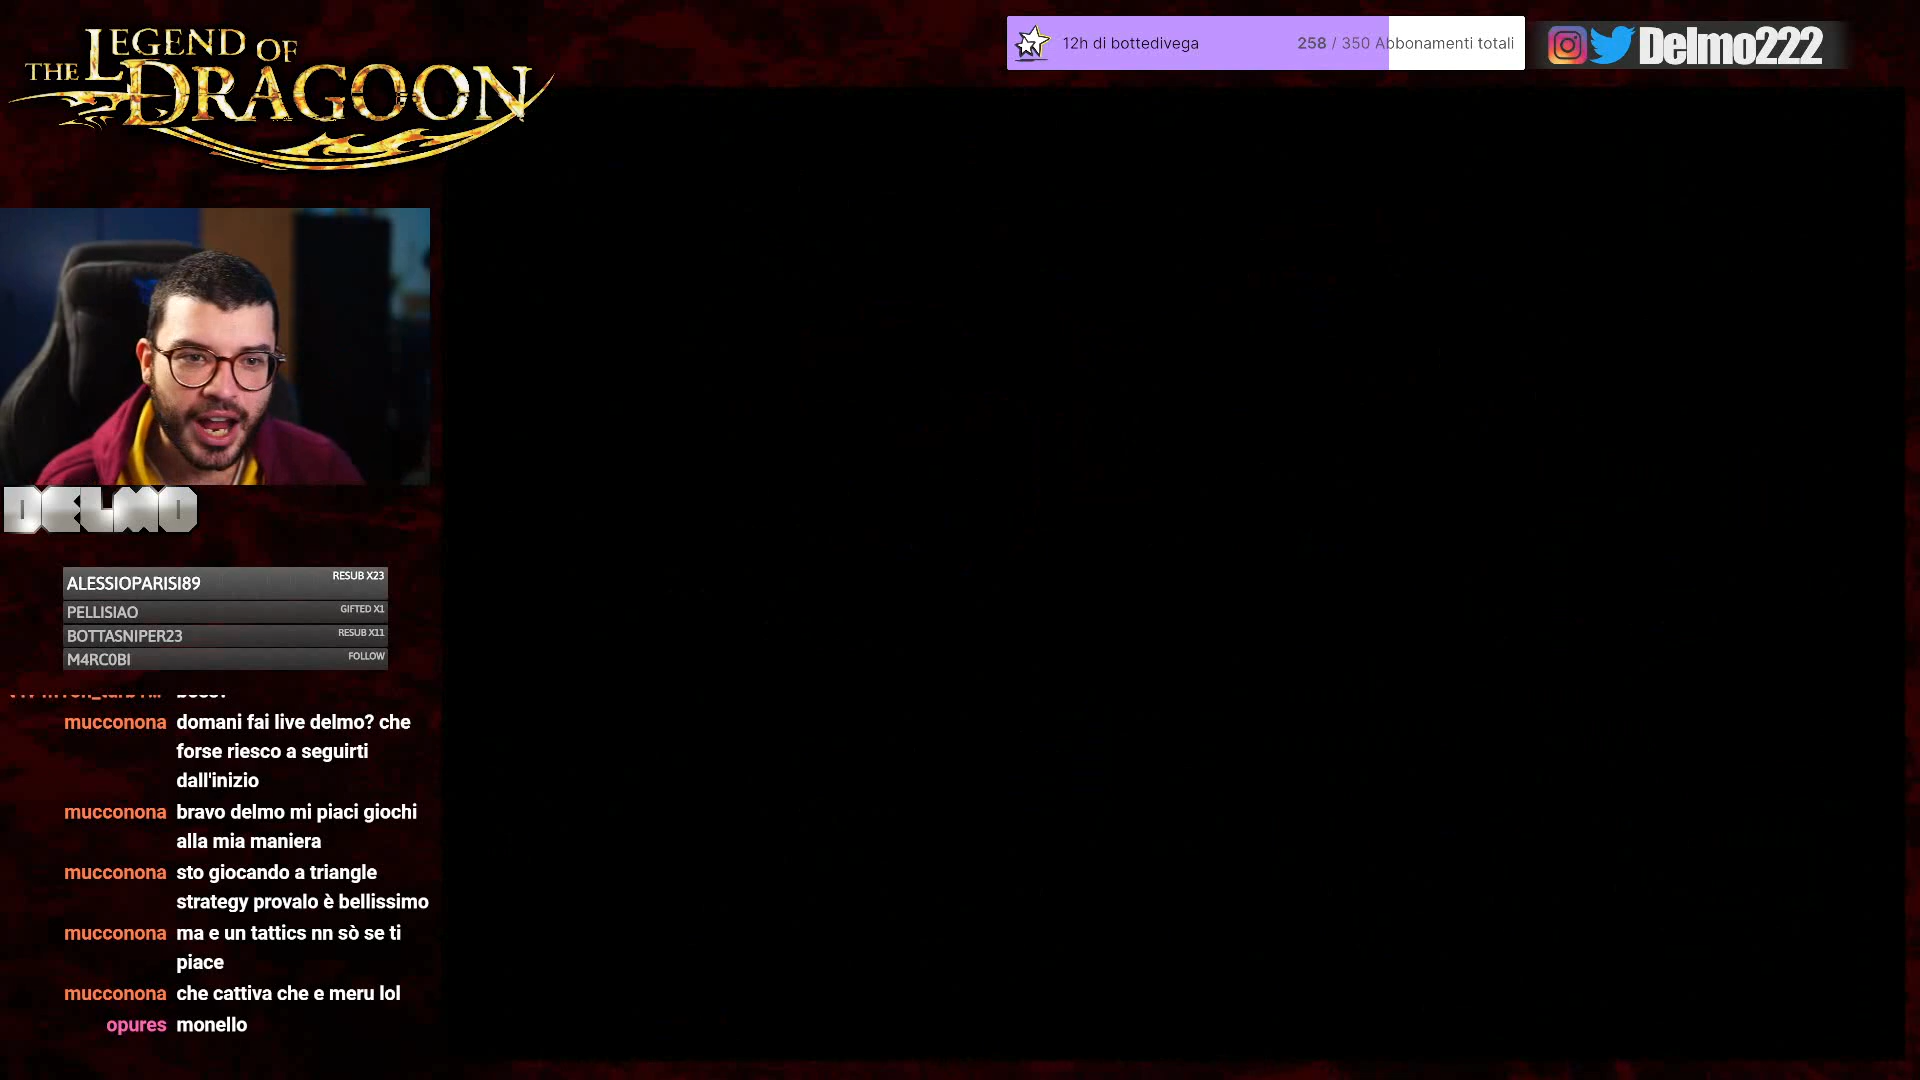 THE LEGEND OF
DRAGOON
12h di bottedivega 258 / 350 Abbonamenti totali
Delmo222
DELMO
ALESSIOPARISI89 RESUB X23
PELLISIAO GIFTED X1
BOTTASNIPER23 RESUB X11
M4RC0BI FOLLOW
mucconona domani fai live delmo? che
forse riesco a seguirti
dall'inizio
mucconona bravo delmo mi piaci giochi
alla mia maniera
mucconona sto giocando a triangle
strategy provalo è bellissimo
mucconona ma e un tattics nn sò se ti
piace
mucconona che cattiva che e meru lol
opures monello